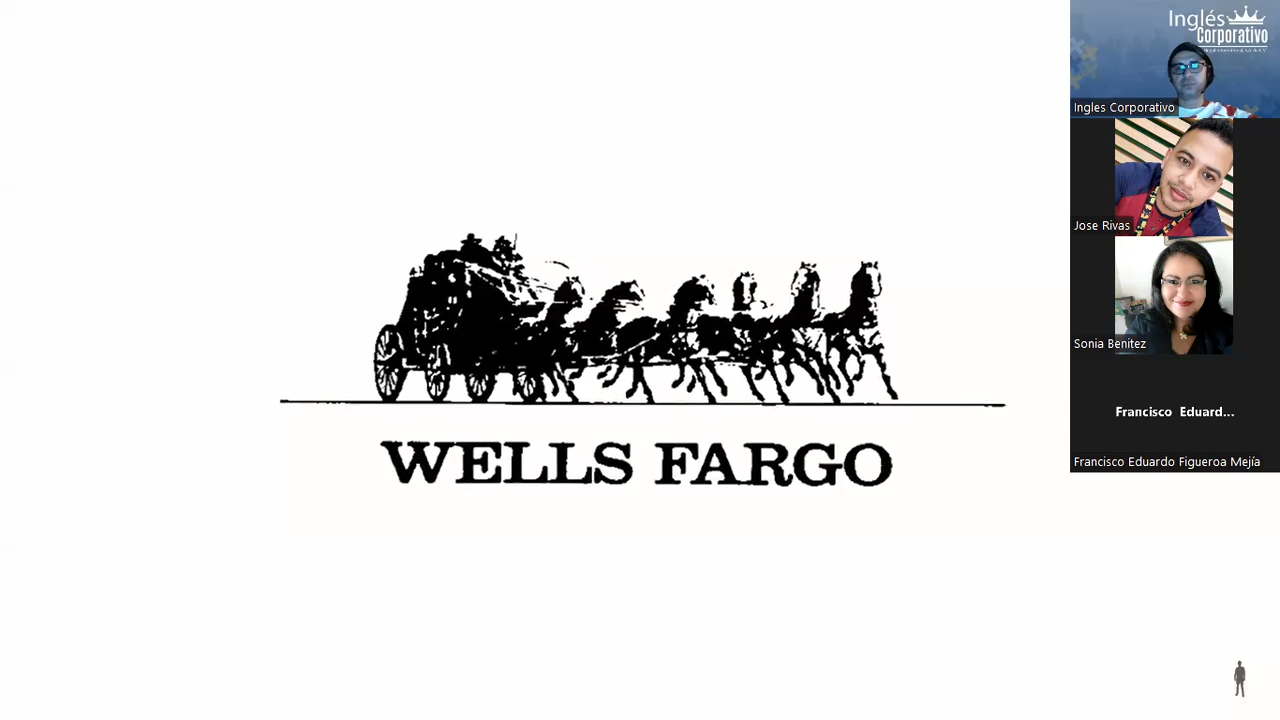 WELLS FARGO
Inglés
Corporativo
Ingles Corporativo
Jose Rivas
Sonia Benitez
Francisco Eduard...
Francisco Eduardo Figueroa Mejía